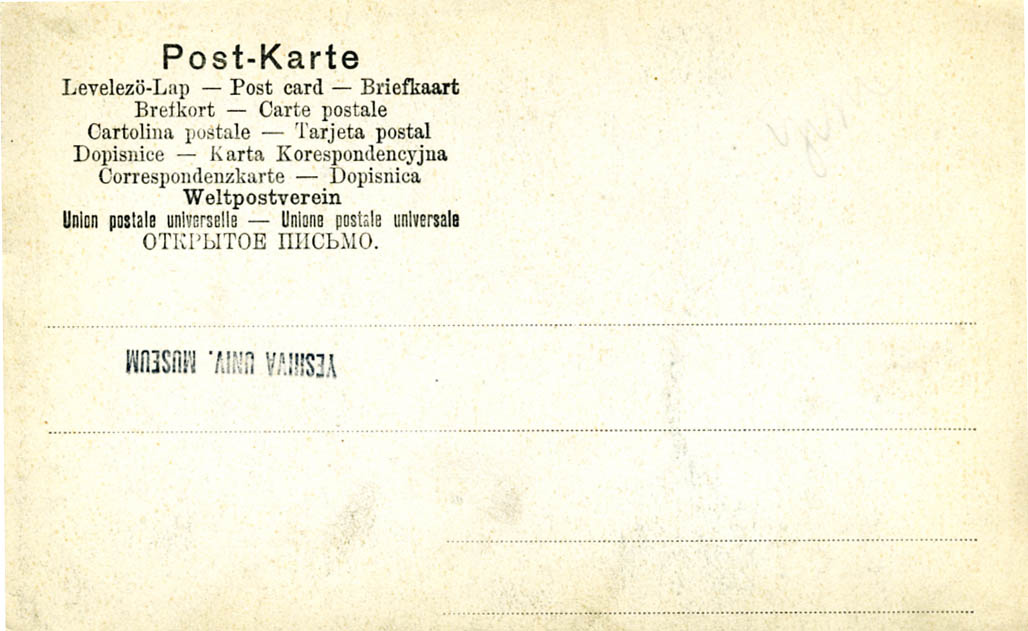 Post-Karte
Levelezö-Lap — Post card — Briefkaart
Brefkort — Carte postale
Cartolina postale — Tarjeta postal
Dopisnice — Karta Korespondencyjna
Correspondenzkarte — Dopisnica
Weltpostverein
Union postale universelle — Unione postale universale
ОТКРЫТОЕ ПИСЬМО.
YESHIVA UNIV. MUSEUM